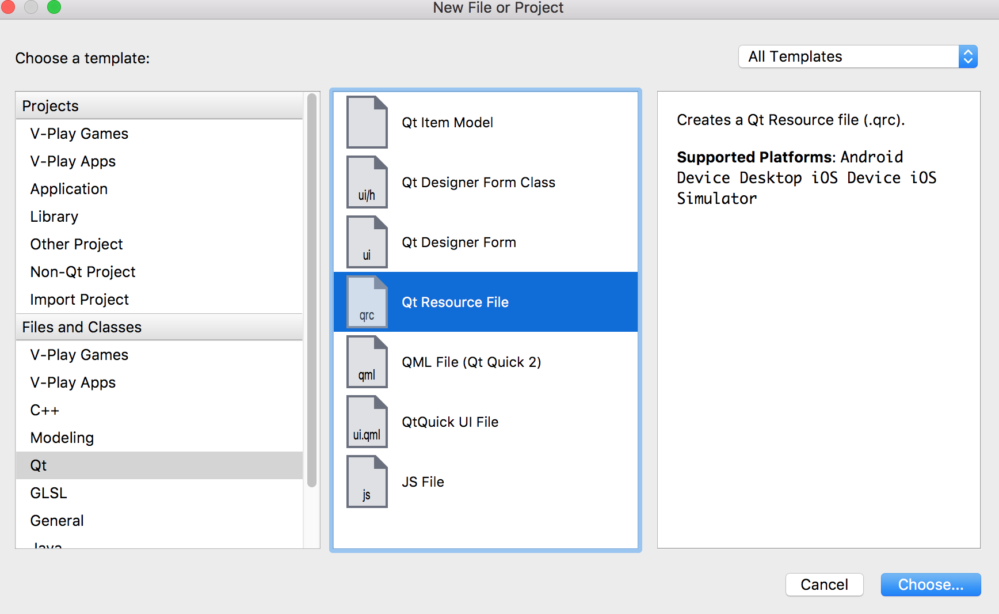 New File or Project
Choose a template:
All Templates
Projects
V-Play Games
V-Play Apps
Application
Library
Other Project
Non-Qt Project
Import Project
Files and Classes
V-Play Games
V-Play Apps
C++
Modeling
Qt
GLSL
General
Java
Qt Item Model
ui/h
Qt Designer Form Class
ui
Qt Designer Form
qrc
Qt Resource File
qml
QML File (Qt Quick 2)
ui.qml
QtQuick UI File
js
JS File
Creates a Qt Resource file (.qrc).
Supported Platforms: Android
Device Desktop iOS Device iOS
Simulator
Cancel
Choose...